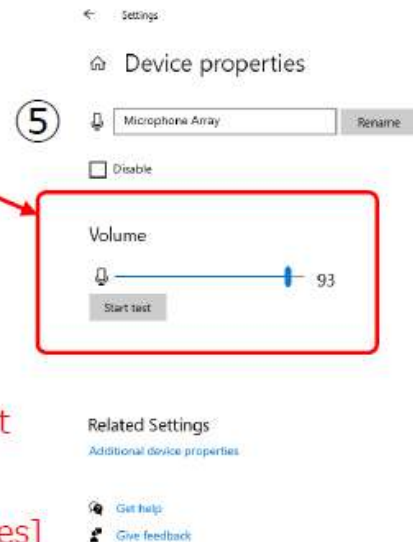 Settings
Device properties
⑤
Microphone Array
Rename
Disable
Volume
93
Start test
t
Related Settings
Additional device properties
Get help
es]
Give feedback